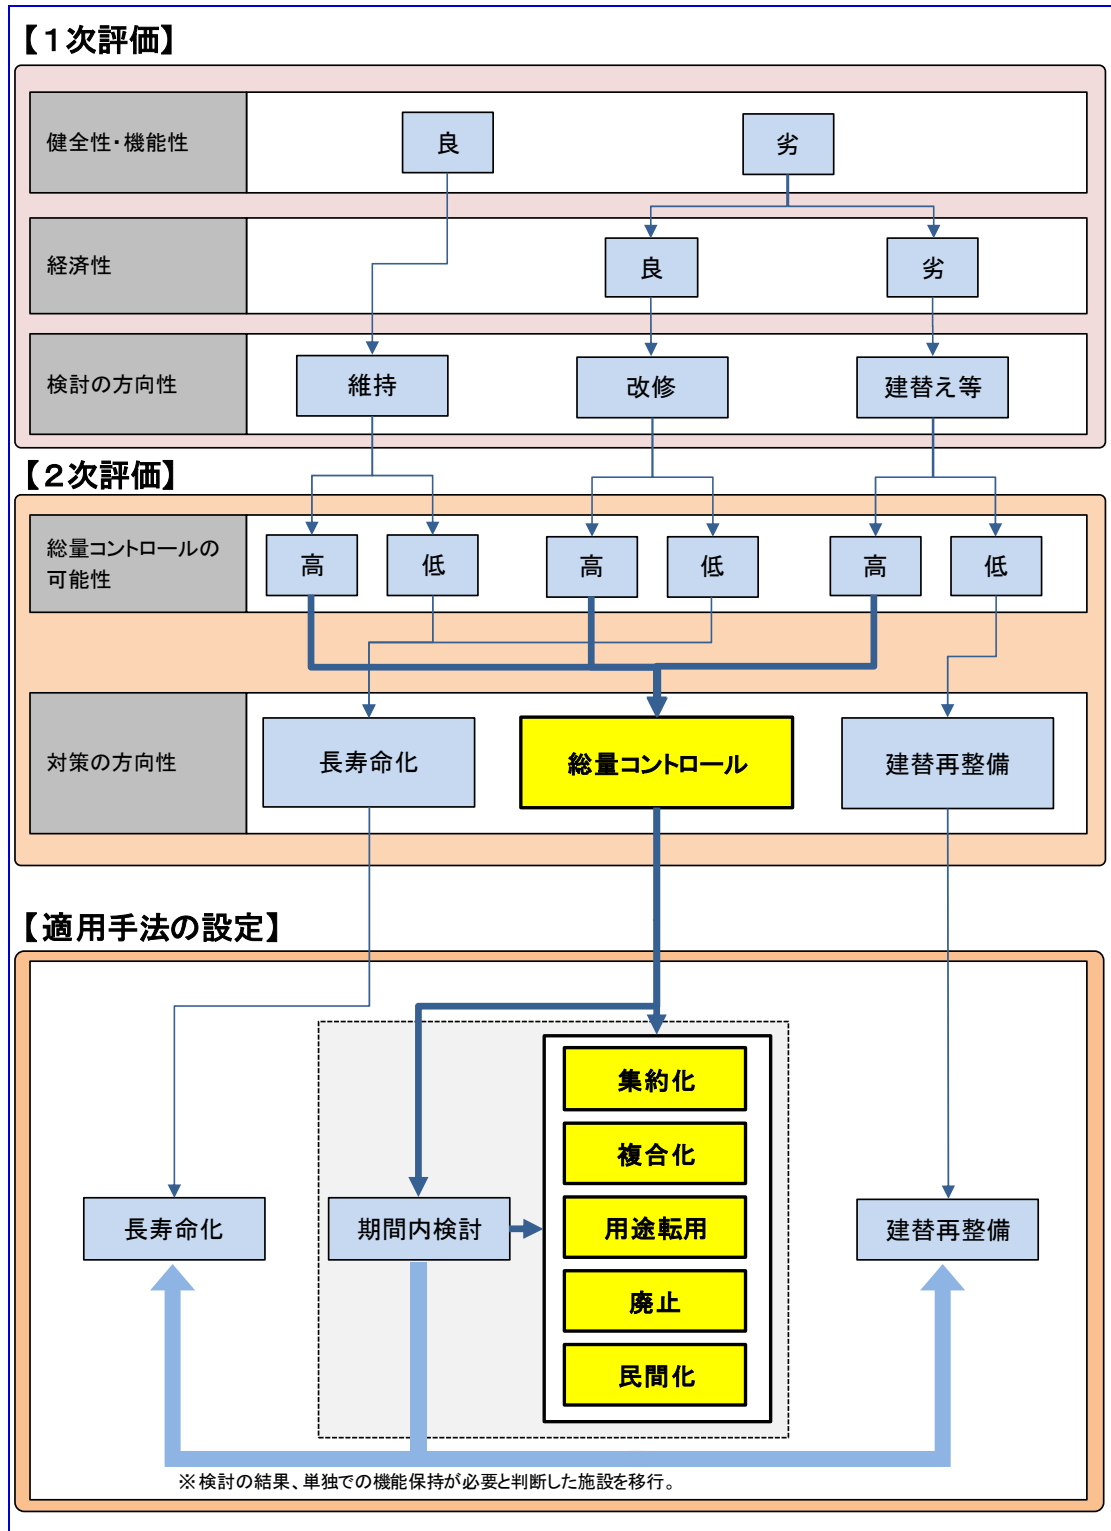 【１次評価】
健全性・機能性
良
劣
経済性
良
劣
検討の方向性
維持
改修
建替え等
【２次評価】
総量コントロールの
可能性
高
低
高
低
高
低
対策の方向性
長寿命化
総量コントロール
建替再整備
【適用手法の設定】
集約化
複合化
長寿命化
期間内検討
用途転用
建替再整備
廃止
民間化
※検討の結果、単独での機能保持が必要と判断した施設を移行。